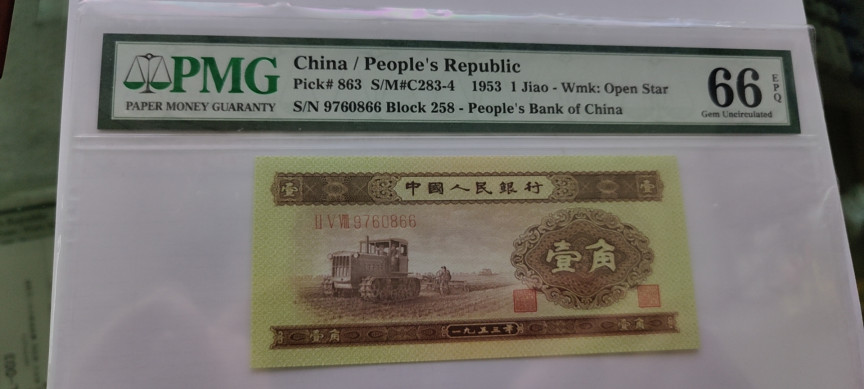 PMG
PAPER MONEY GUARANTY
China / People's Republic
Pick# 863 S/M#C283-4 1953 1 Jiao - Wmk: Open Star
S/N 9760866 Block 258 - People's Bank of China
66 EPQ
Gem Uncirculated
壹 中國人民銀行 壹
II V VIII 9760866
壹角
壹角 一九五三年 壹角